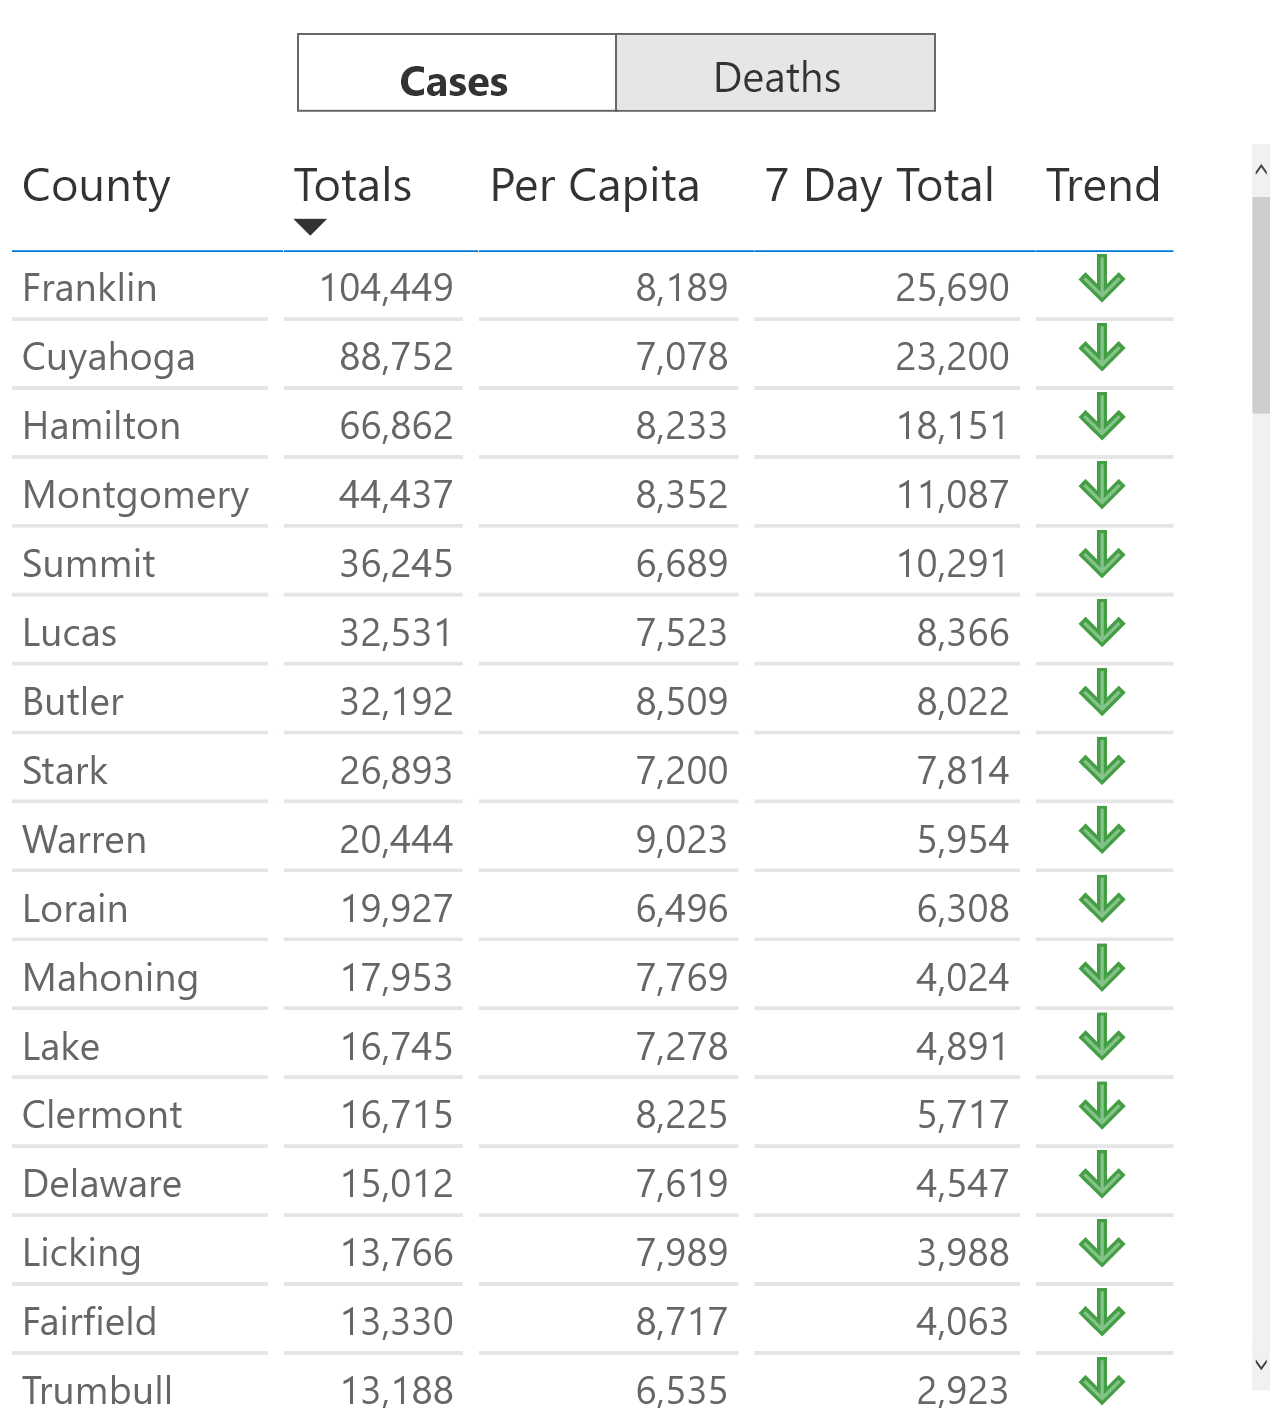 Cases Deaths
County Totals Per Capita 7 Day Total Trend
Franklin 104,449 8,189 25,690
Cuyahoga 88,752 7,078 23,200
Hamilton 66,862 8,233 18,151
Montgomery 44,437 8,352 11,087
Summit 36,245 6,689 10,291
Lucas 32,531 7,523 8,366
Butler 32,192 8,509 8,022
Stark 26,893 7,200 7,814
Warren 20,444 9,023 5,954
Lorain 19,927 6,496 6,308
Mahoning 17,953 7,769 4,024
Lake 16,745 7,278 4,891
Clermont 16,715 8,225 5,717
Delaware 15,012 7,619 4,547
Licking 13,766 7,989 3,988
Fairfield 13,330 8,717 4,063
Trumbull 13,188 6,535 2,923